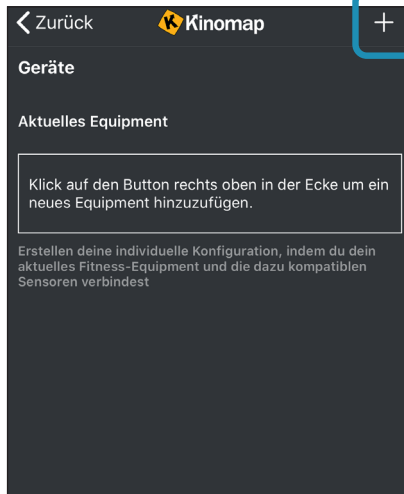 Zurück
Kinomap
Geräte
Aktuelles Equipment
Klick auf den Button rechts oben in der Ecke um ein
neues Equipment hinzuzufügen.
Erstellen deine individuelle Konfiguration, indem du dein
aktuelles Fitness-Equipment und die dazu kompatiblen
Sensoren verbindest